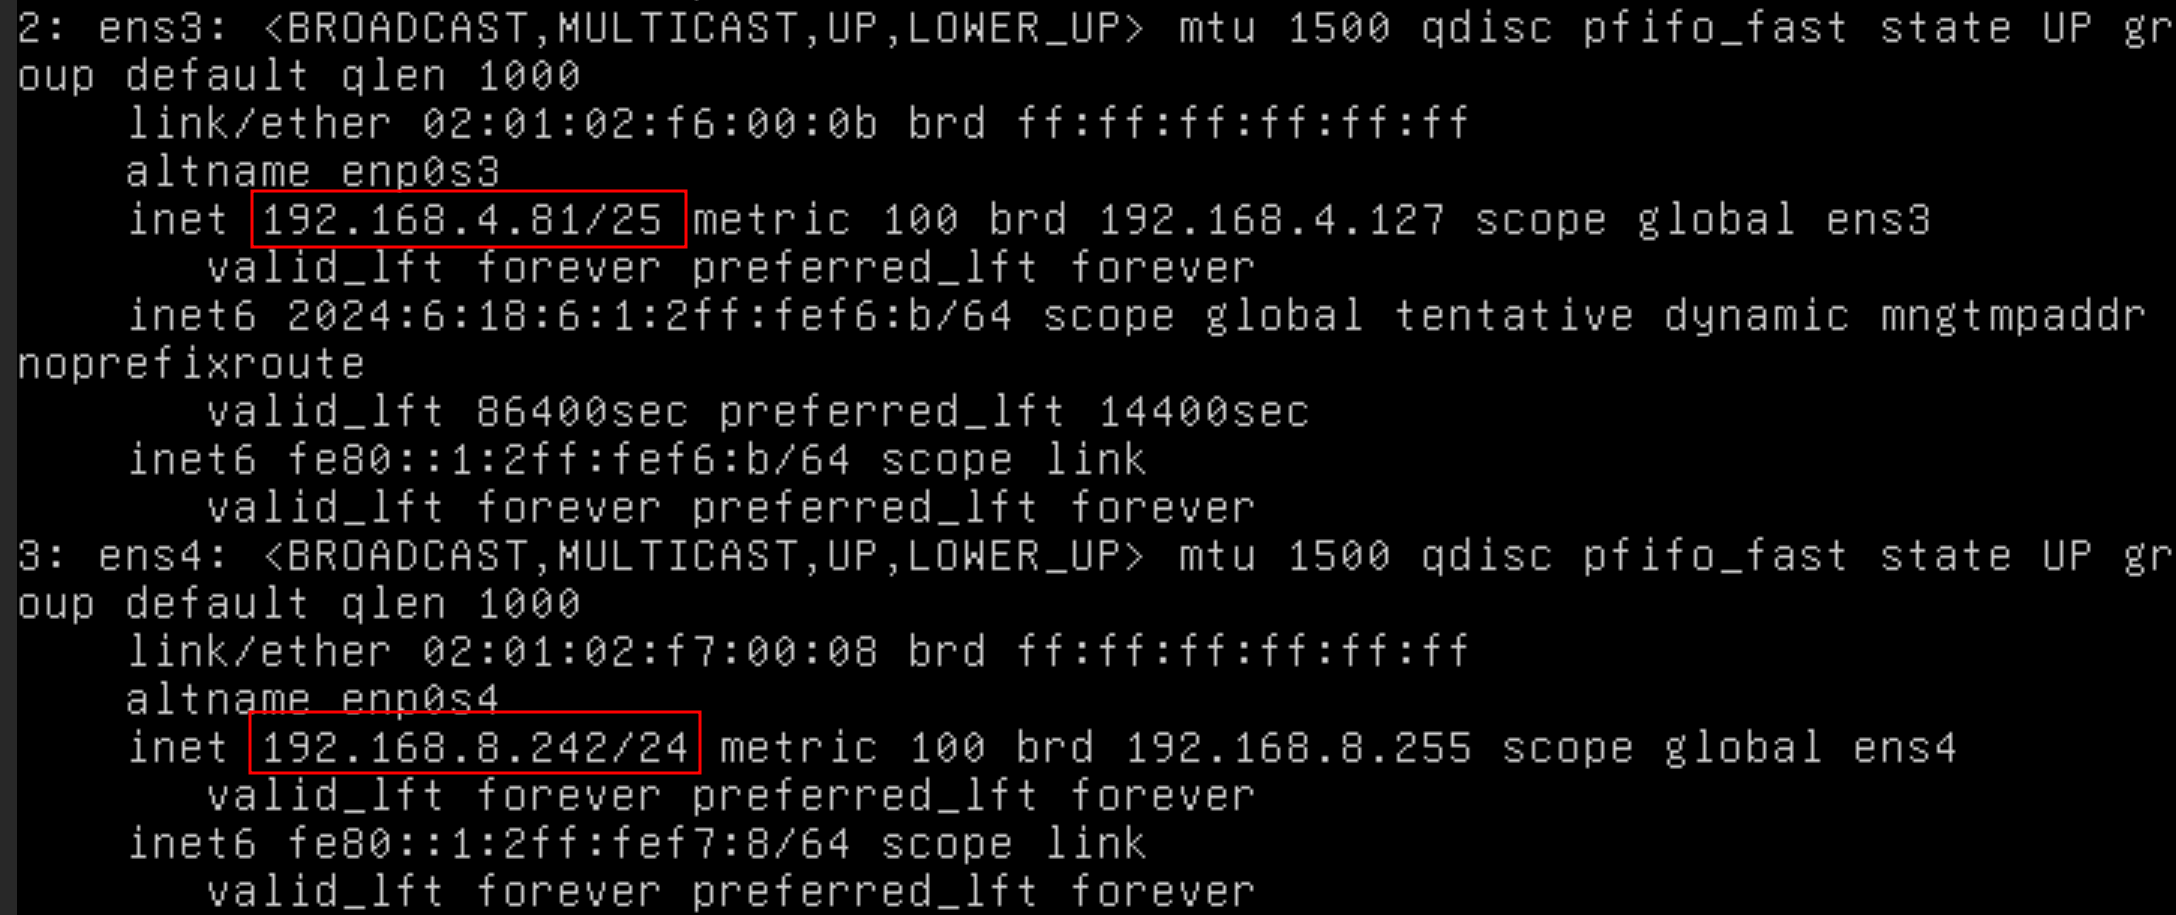 2: ens3: <BROADCAST,MULTICAST,UP,LOWER_UP> mtu 1500 qdisc pfifo_fast state UP gr
oup default qlen 1000
link/ether 02:01:02:f6:00:0b brd ff:ff:ff:ff:ff:ff
altname enp0s3
inet 192.168.4.81/25 metric 100 brd 192.168.4.127 scope global ens3
valid_lft forever preferred_lft forever
inet6 2024:6:18:6:1:2ff:fef6:b/64 scope global tentative dynamic mngtmpaddr
noprefixroute
valid_lft 86400sec preferred_lft 14400sec
inet6 fe80::1:2ff:fef6:b/64 scope link
valid_lft forever preferred_lft forever
3: ens4: <BROADCAST,MULTICAST,UP,LOWER_UP> mtu 1500 qdisc pfifo_fast state UP gr
oup default qlen 1000
link/ether 02:01:02:f7:00:08 brd ff:ff:ff:ff:ff:ff
altname enp0s4
inet 192.168.8.242/24 metric 100 brd 192.168.8.255 scope global ens4
valid_lft forever preferred_lft forever
inet6 fe80::1:2ff:fef7:8/64 scope link
valid_lft forever preferred_lft forever